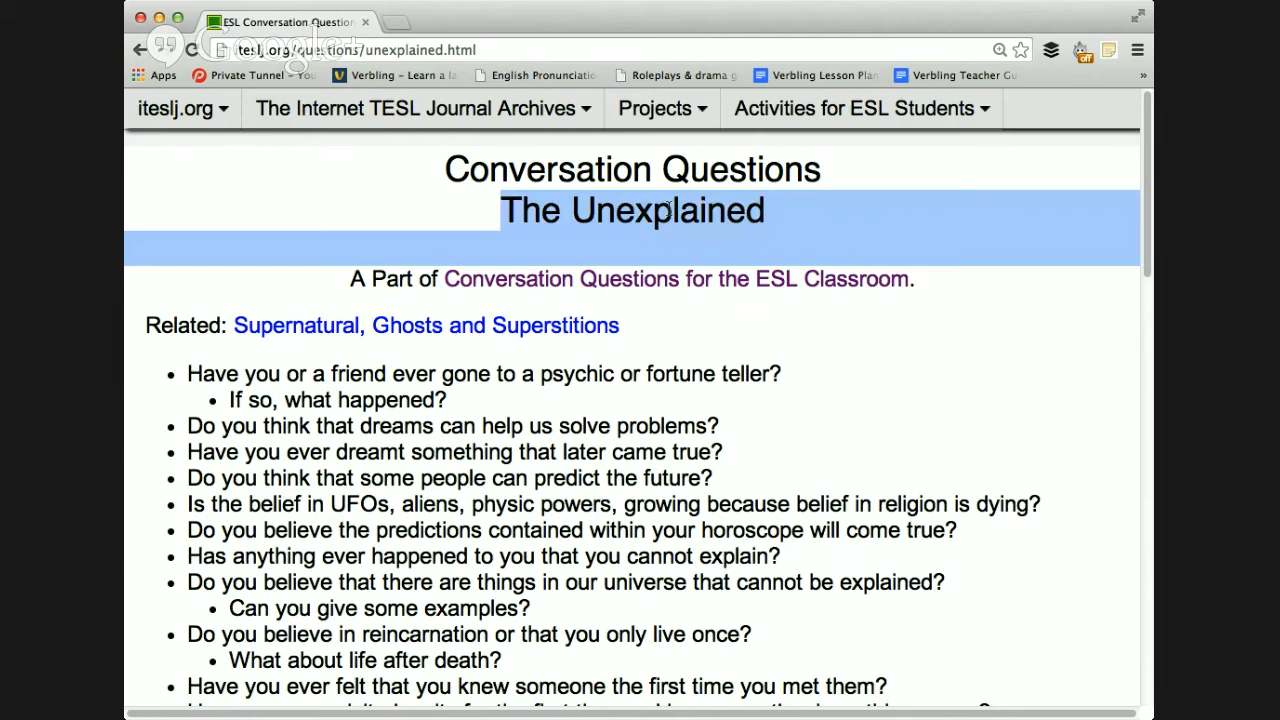 ESL Conversation Question
Google+
iteslj.org/questions/unexplained.html
Apps Private Tunnel - You Verbling – Learn a la English Pronunciatio Roleplays & drama g Verbling Lesson Plan Verbling Teacher Gu »
off
iteslj.org The Internet TESL Journal Archives Projects Activities for ESL Students
Conversation Questions
The Unexplained
A Part of Conversation Questions for the ESL Classroom.
Related: Supernatural, Ghosts and Superstitions
• Have you or a friend ever gone to a psychic or fortune teller?
• If so, what happened?
• Do you think that dreams can help us solve problems?
• Have you ever dreamt something that later came true?
• Do you think that some people can predict the future?
• Is the belief in UFOs, aliens, physic powers, growing because belief in religion is dying?
• Do you believe the predictions contained within your horoscope will come true?
• Has anything ever happened to you that you cannot explain?
• Do you believe that there are things in our universe that cannot be explained?
• Can you give some examples?
• Do you believe in reincarnation or that you only live once?
• What about life after death?
• Have you ever felt that you knew someone the first time you met them?